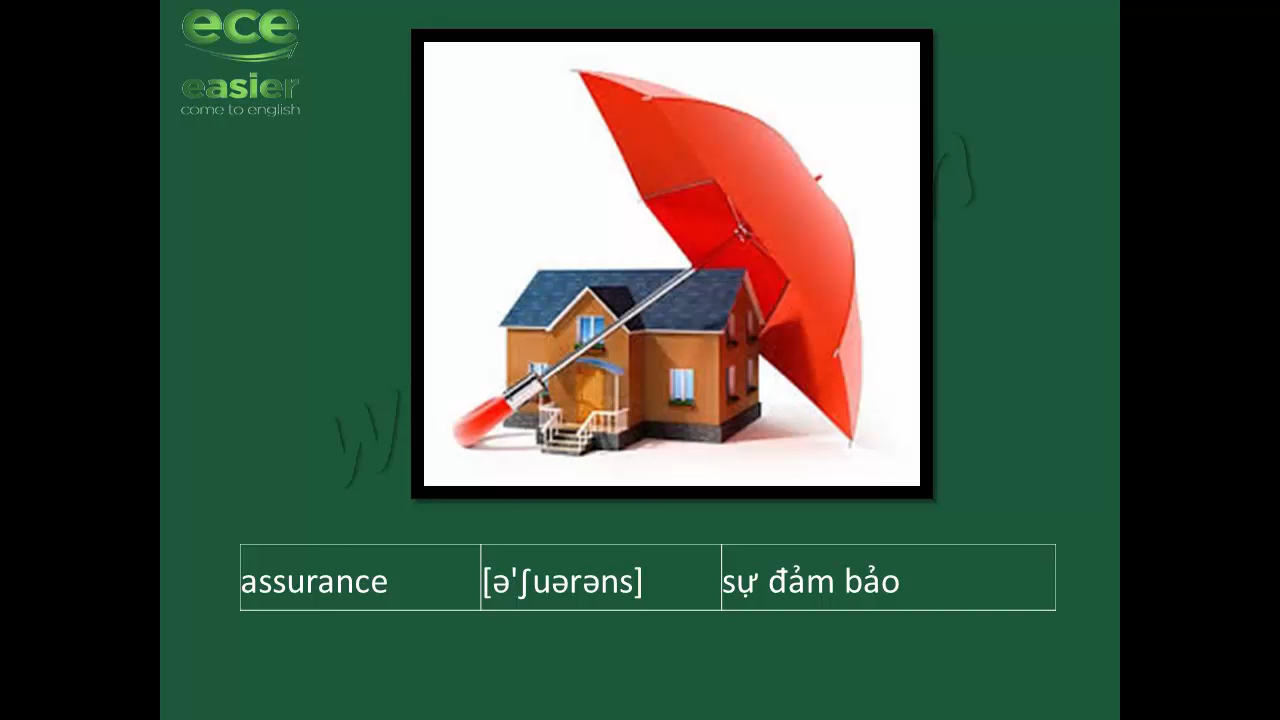 ece
easier
come to english
assurance [ə'ʃuərəns] sự đảm bảo